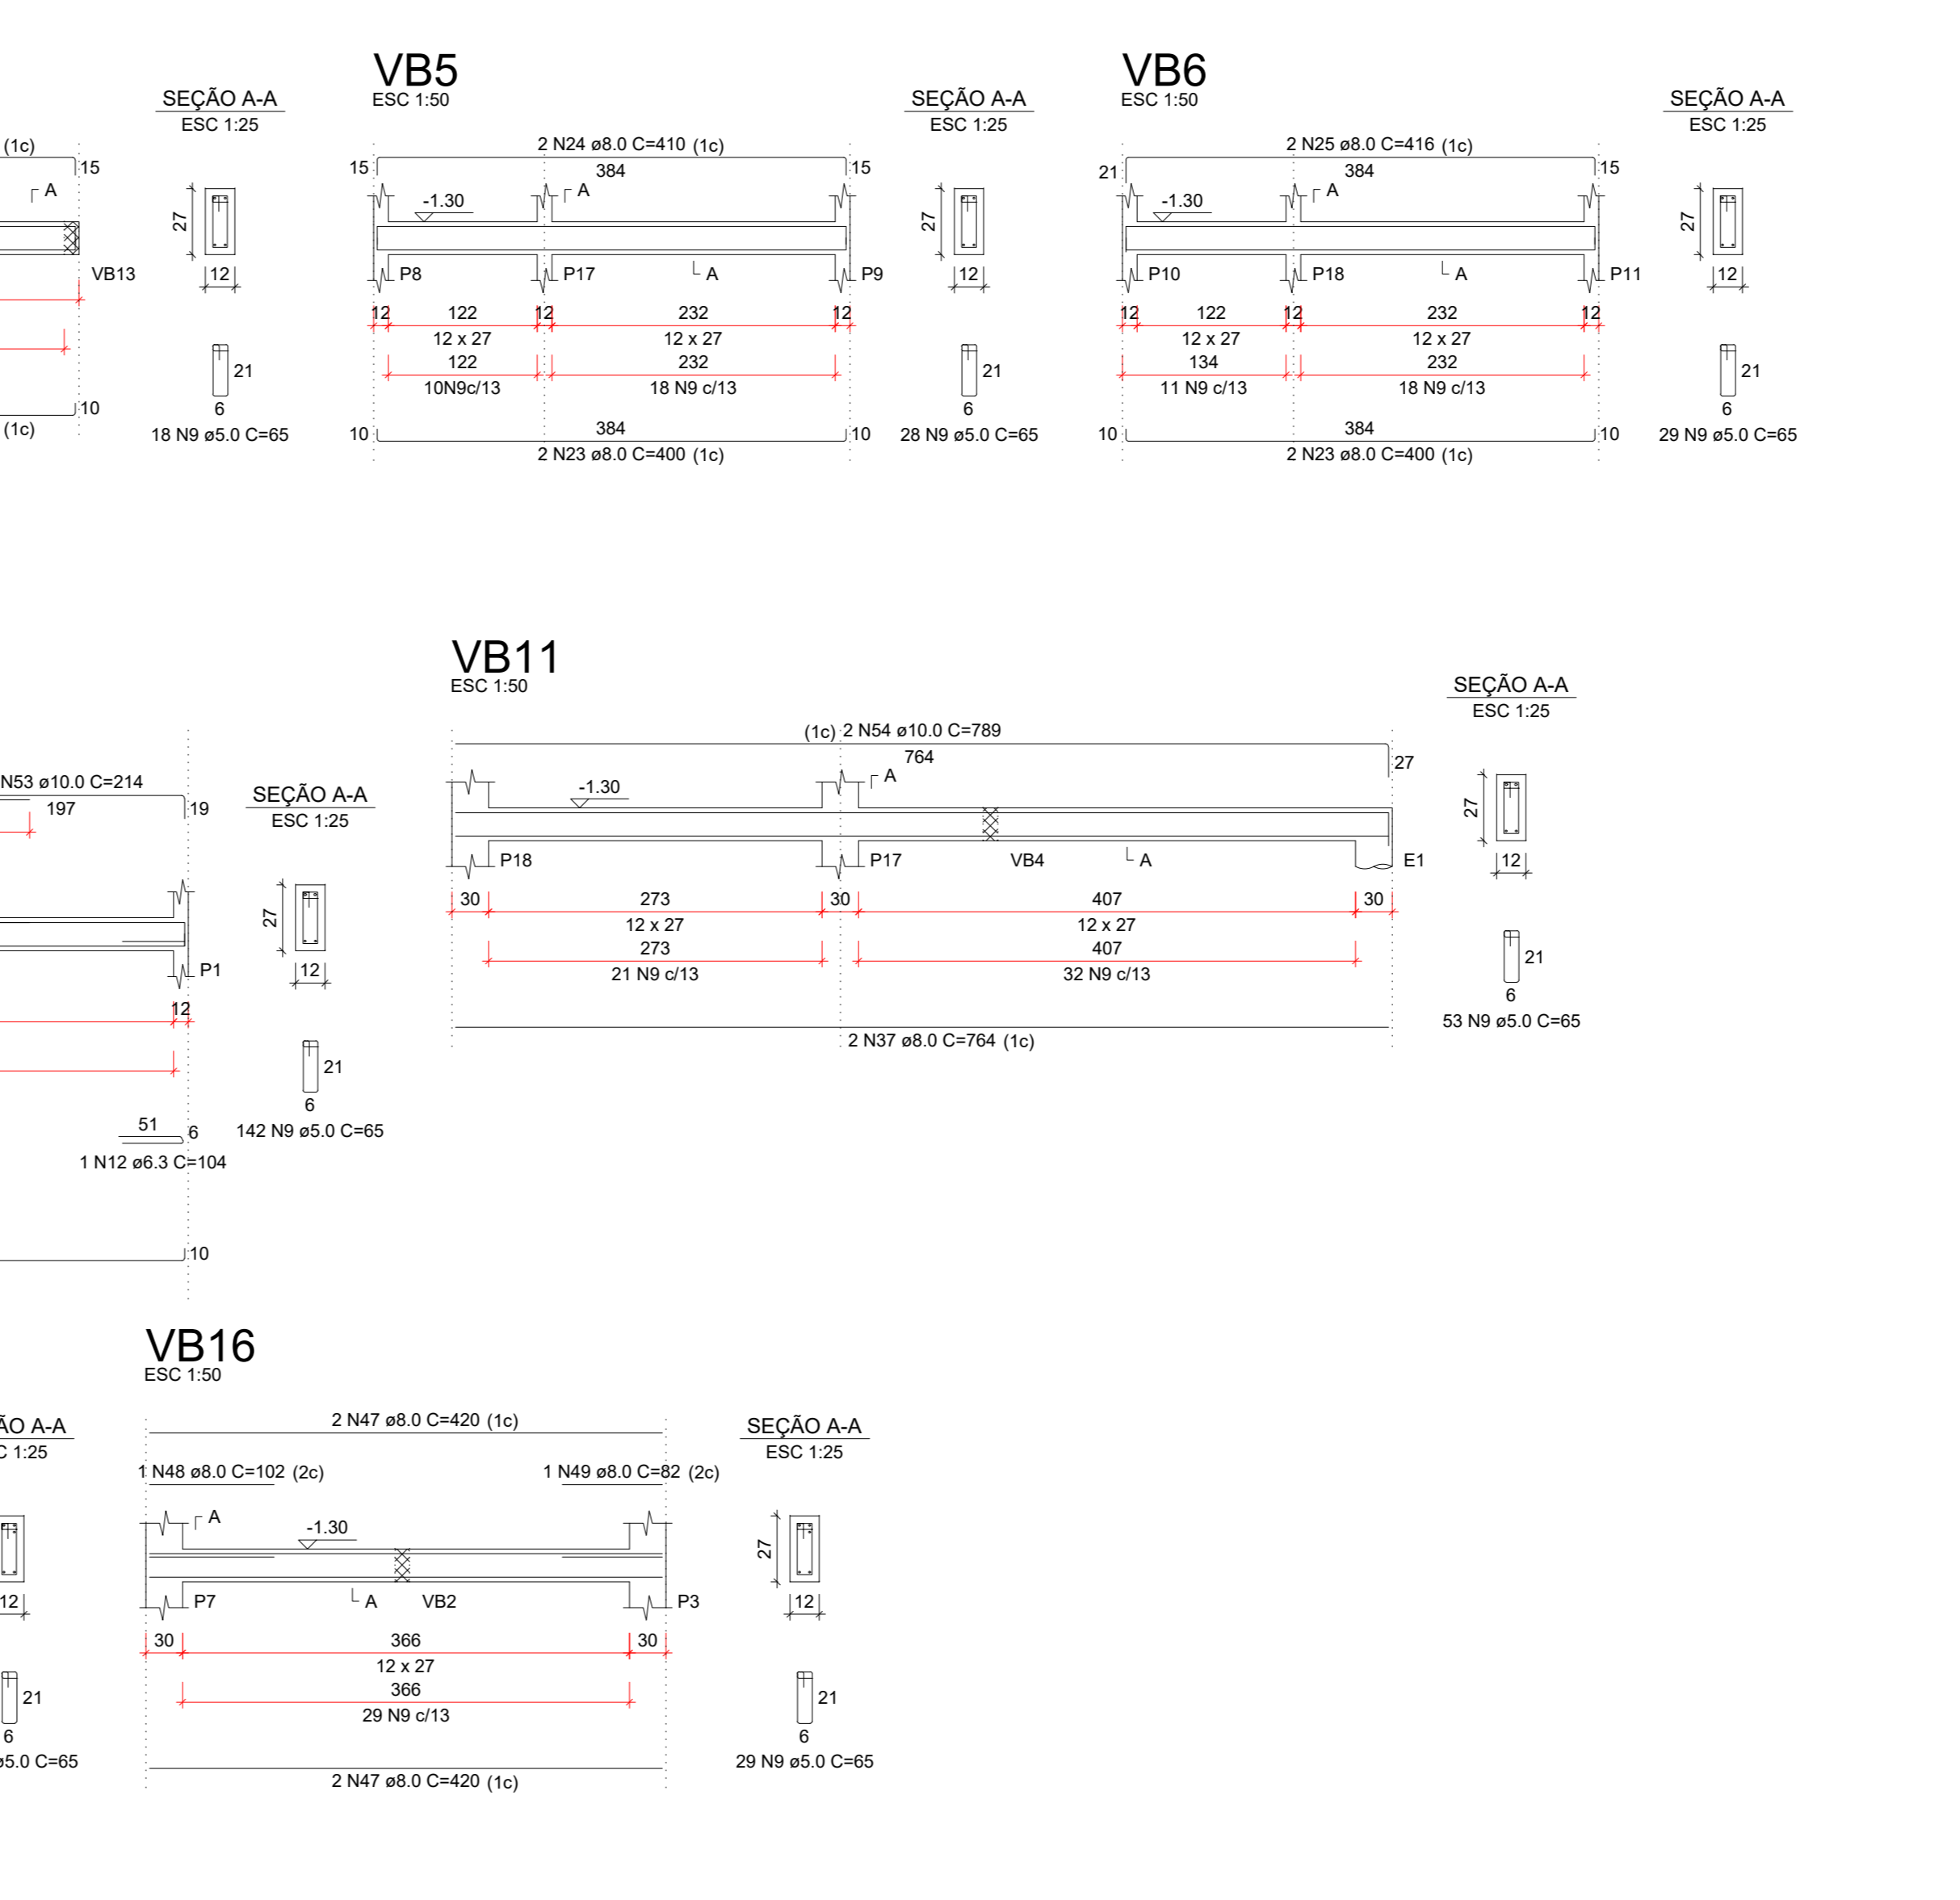 VB5
ESC 1:50
VB6
ESC 1:50
SEÇÃO A-A
ESC 1:25
SEÇÃO A-A
ESC 1:25
SEÇÃO A-A
ESC 1:25
(1c)
15
A
27
12
VB13
21
6
18 N9 ø5.0 C=65
10
(1c)
2 N24 ø8.0 C=410 (1c)
15
384
15
A
-1.30
P8
P17
A
P9
12
122
12
232
12
12 x 27
12 x 27
122
232
10N9c/13
18 N9 c/13
384
10
10
2 N23 ø8.0 C=400 (1c)
27
12
21
6
28 N9 ø5.0 C=65
2 N25 ø8.0 C=416 (1c)
21
384
15
A
-1.30
P10
P18
A
P11
12
122
12
232
12
12 x 27
12 x 27
134
232
11 N9 c/13
18 N9 c/13
384
10
10
2 N23 ø8.0 C=400 (1c)
27
12
21
6
29 N9 ø5.0 C=65
VB11
ESC 1:50
SEÇÃO A-A
ESC 1:25
(1c) 2 N54 ø10.0 C=789
764
27
A
-1.30
P18
P17
VB4
A
E1
30
273
30
407
30
12 x 27
12 x 27
273
407
21 N9 c/13
32 N9 c/13
2 N37 ø8.0 C=764 (1c)
27
12
21
6
53 N9 ø5.0 C=65
N53 ø10.0 C=214
197
19
SEÇÃO A-A
ESC 1:25
P1
12
27
12
21
6
142 N9 ø5.0 C=65
51
6
1 N12 ø6.3 C=104
10
VB16
ESC 1:50
ÃO A-A
C 1:25
12
21
6
ø5.0 C=65
2 N47 ø8.0 C=420 (1c)
1 N48 ø8.0 C=102 (2c)
1 N49 ø8.0 C=82 (2c)
A
-1.30
P7
A
VB2
P3
30
366
30
12 x 27
366
29 N9 c/13
2 N47 ø8.0 C=420 (1c)
SEÇÃO A-A
ESC 1:25
27
12
21
6
29 N9 ø5.0 C=65